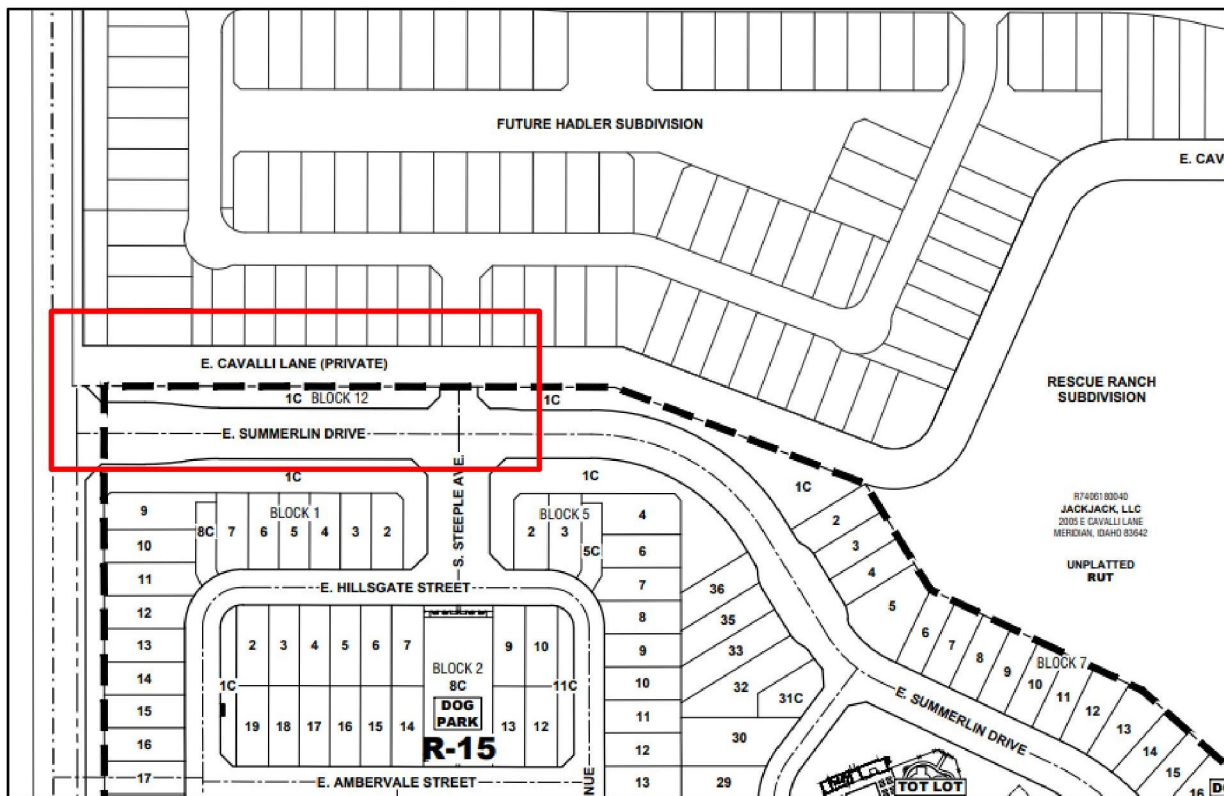 FUTURE HADLER SUBDIVISION
E. CAV
E. CAVALLI LANE (PRIVATE)
RESCUE RANCH
SUBDIVISION
1C BLOCK 12
1C
E. SUMMERLIN DRIVE
1C
1C
1C
S. STEEPLE AVE.
R7406180040
JACKJACK, LLC
2005 E CAVALLI LANE
MERIDIAN, IDAHO 83642
UNPLATTED
RUT
BLOCK 1
9
10
11
12
13
14
15
16
17
8C
7
6
5
4
3
2
BLOCK 5
2
3
5C
4
6
7
8
9
10
11
12
13
36
35
33
32
31C
30
29
2
3
4
5
6
7
8
9
10
11
12
13
14
15
16
BLOCK 7
E. HILLSGATE STREET
2
3
4
5
6
7
9
10
1C
BLOCK 2
8C
DOG
PARK
11C
19
18
17
16
15
14
13
12
R-15
E. AMBERVALE STREET
NUE
E. SUMMERLIN DRIVE
TOT LOT
D